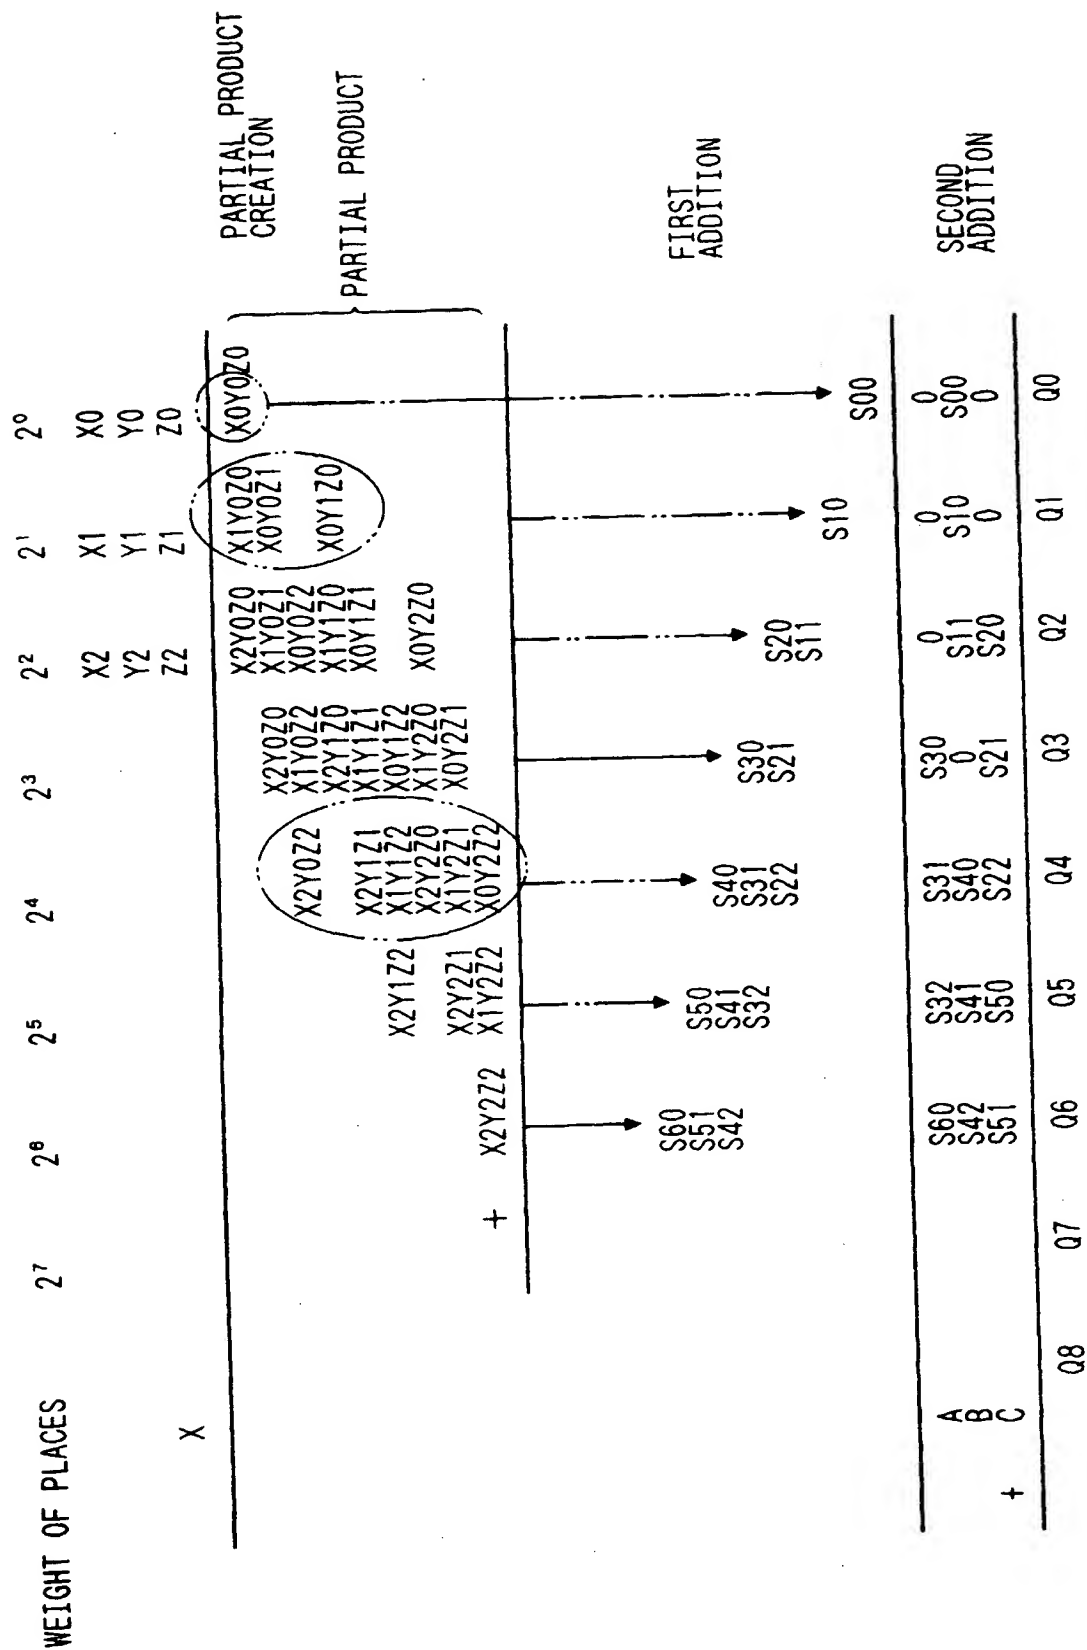 WEIGHT OF PLACES 2⁷ 2⁶ 2⁵ 2⁴ 2³ 2² 2¹ 2⁰
X2 X1 X0
Y2 Y1 Y0
X Z2 Z1 Z0
PARTIAL PRODUCT
CREATION
X2Y0Z0 X1Y0Z0 X0Y0Z0
X2Y0Z0 X1Y0Z1 X0Y0Z1
X2Y0Z2 X1Y0Z2 X0Y0Z2
X2Y1Z0 X1Y1Z0 X0Y1Z0
X2Y1Z1 X1Y1Z1 X0Y1Z1
X2Y1Z2 X1Y1Z2 X0Y1Z2
X2Y2Z0 X1Y2Z0 X0Y2Z0
X2Y2Z1 X1Y2Z1 X0Y2Z1
+ X2Y2Z2 X1Y2Z2 X0Y2Z2
PARTIAL PRODUCT
FIRST
ADDITION
S60 S50 S40 S30 S20 S10 S00
S51 S41 S31 S21 S11
S42 S32 S22
SECOND
ADDITION
A S60 S32 S31 S30 0 0 0
B S42 S41 S40 0 S11 S10 S00
+ C S51 S50 S22 S21 S20 0 0
Q8 Q7 Q6 Q5 Q4 Q3 Q2 Q1 Q0